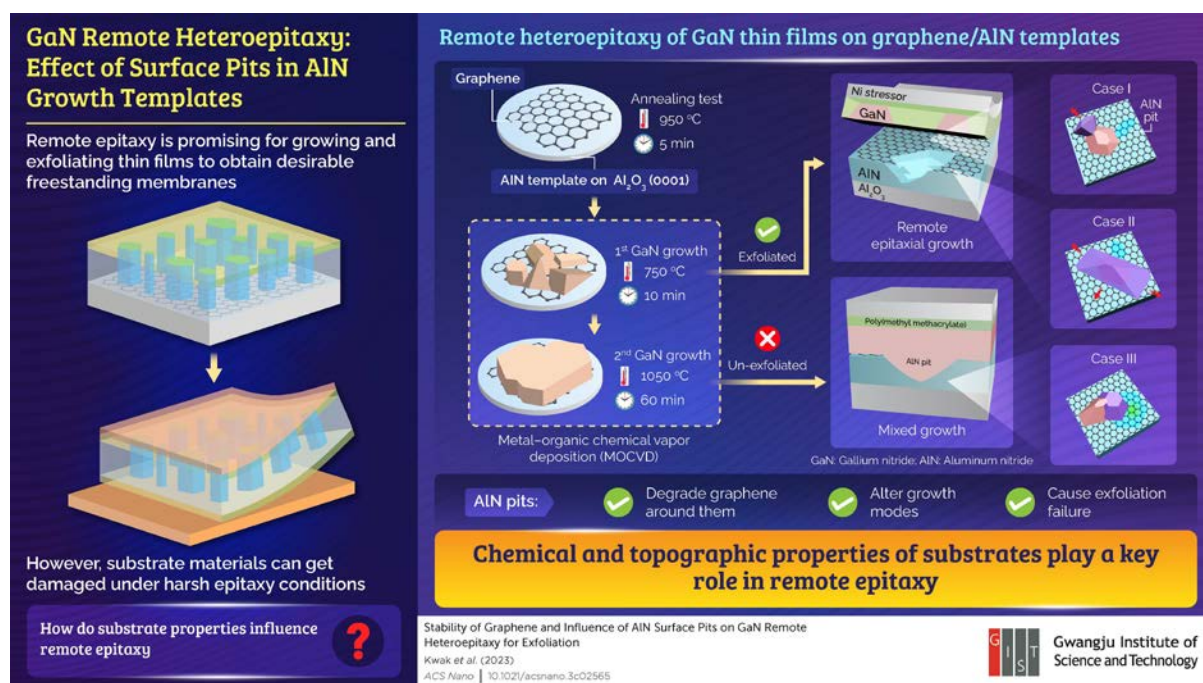 GaN Remote Heteroepitaxy:
Effect of Surface Pits in AlN
Growth Templates
Remote epitaxy is promising for growing and
exfoliating thin films to obtain desirable
freestanding membranes
However, substrate materials can get
damaged under harsh epitaxy conditions
How do substrate properties influence
remote epitaxy
?
Remote heteroepitaxy of GaN thin films on graphene/AlN templates
Graphene
Annealing test
950 °C
5 min
AlN template on Al₂O₃ (0001)
1st GaN growth
750 °C
10 min
2nd GaN growth
1050 °C
60 min
Metal–organic chemical vapor
deposition (MOCVD)
Exfoliated
Un-exfoliated
Ni stressor
GaN
AlN
Al₂O₃
Remote
epitaxial growth
Poly(methyl methacrylate)
AlN pit
Mixed growth
Case I
AlN
pit
Case II
Case III
GaN: Gallium nitride; AlN: Aluminum nitride
AlN pits:
Degrade graphene
around them
Alter growth
modes
Cause exfoliation
failure
Chemical and topographic properties of substrates play a key
role in remote epitaxy
Stability of Graphene and Influence of AlN Surface Pits on GaN Remote
Heteroepitaxy for Exfoliation
Kwak et al. (2023)
ACS Nano | 10.1021/acsnano.3c02565
GIST
Gwangju Institute of
Science and Technology